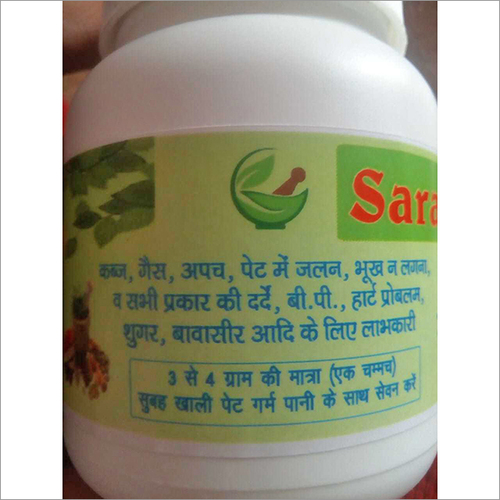 Sara
कब्ज, गैस, अपच, पेट में जलन, भूख न लगना,
व सभी प्रकार की दर्दे, बी.पी., हार्ट प्रोबलम,
शुगर, बावासीर आदि के लिए लाभकारी
3 से 4 ग्राम की मात्रा (एक चम्मच)
सुबह खाली पेट गर्म पानी के साथ सेवन करें